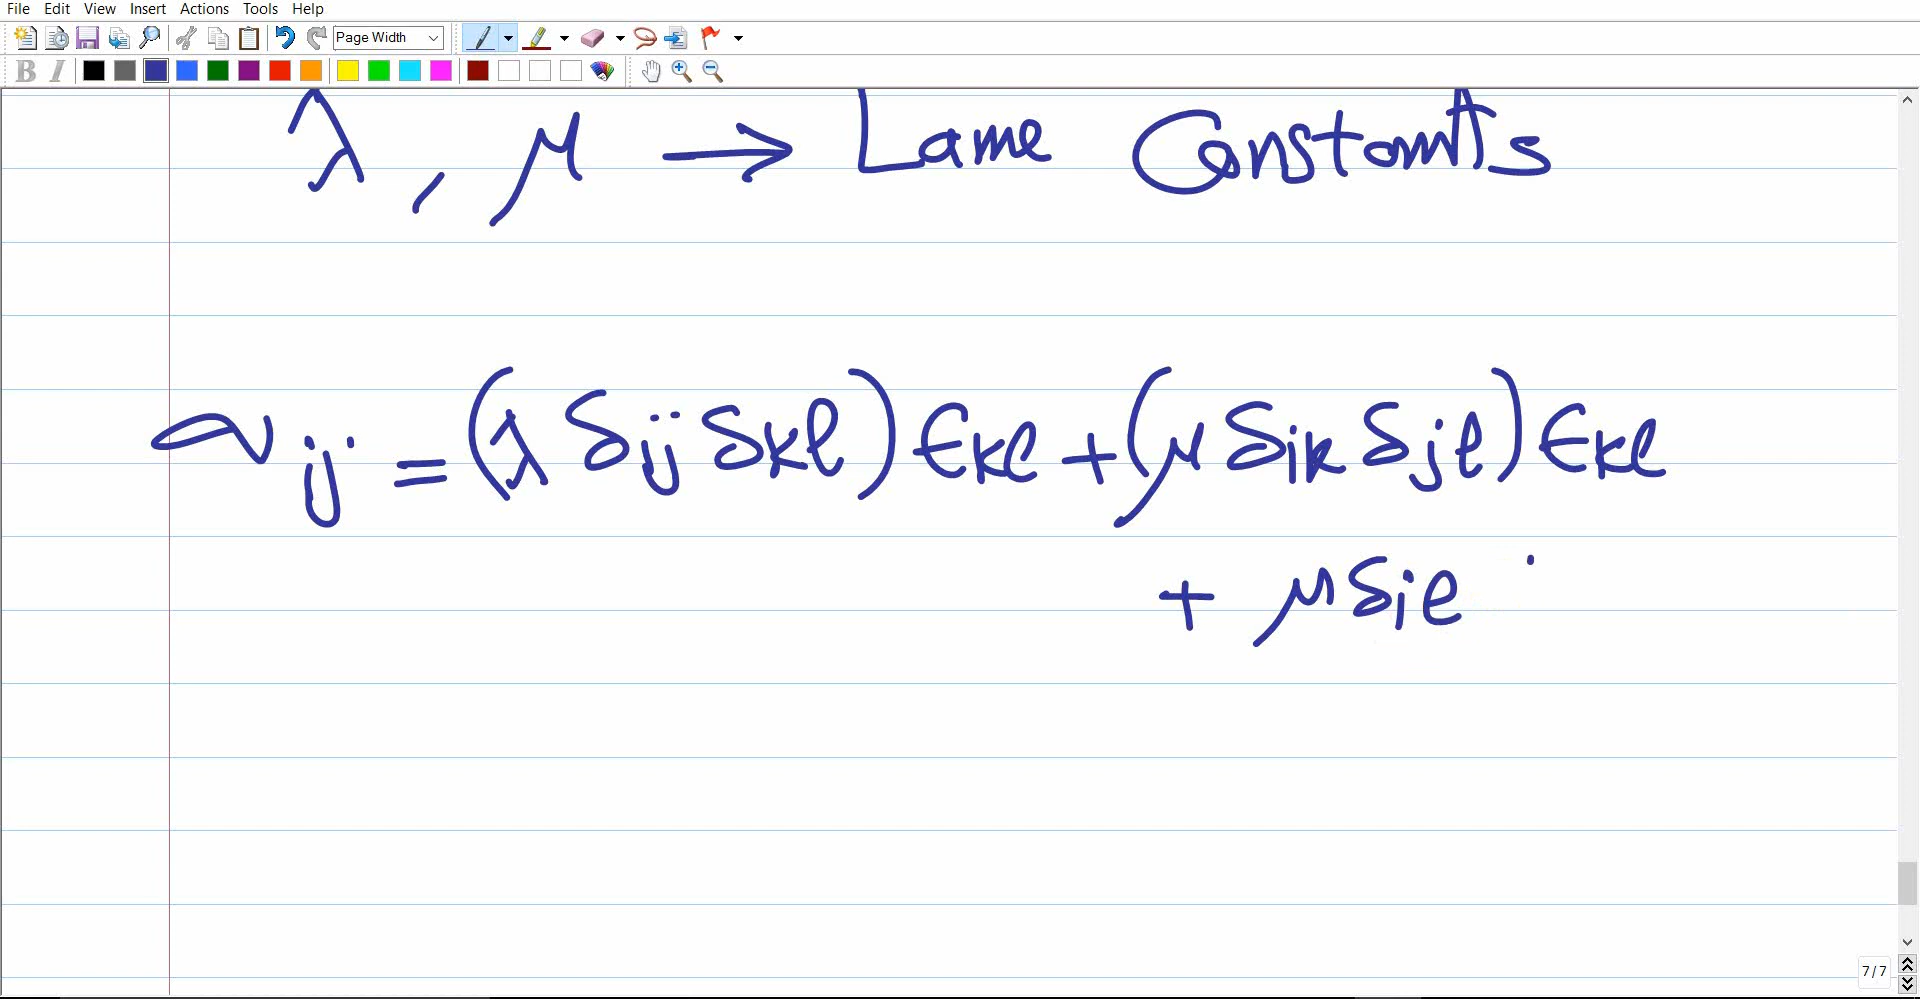 File Edit View Insert Actions Tools Help
Page Width
B I
λ, μ → Lame Constants
σij = (λ δij δkl) ϵkl + (μ δik δjl) ϵkl
+ μ δil
7/7